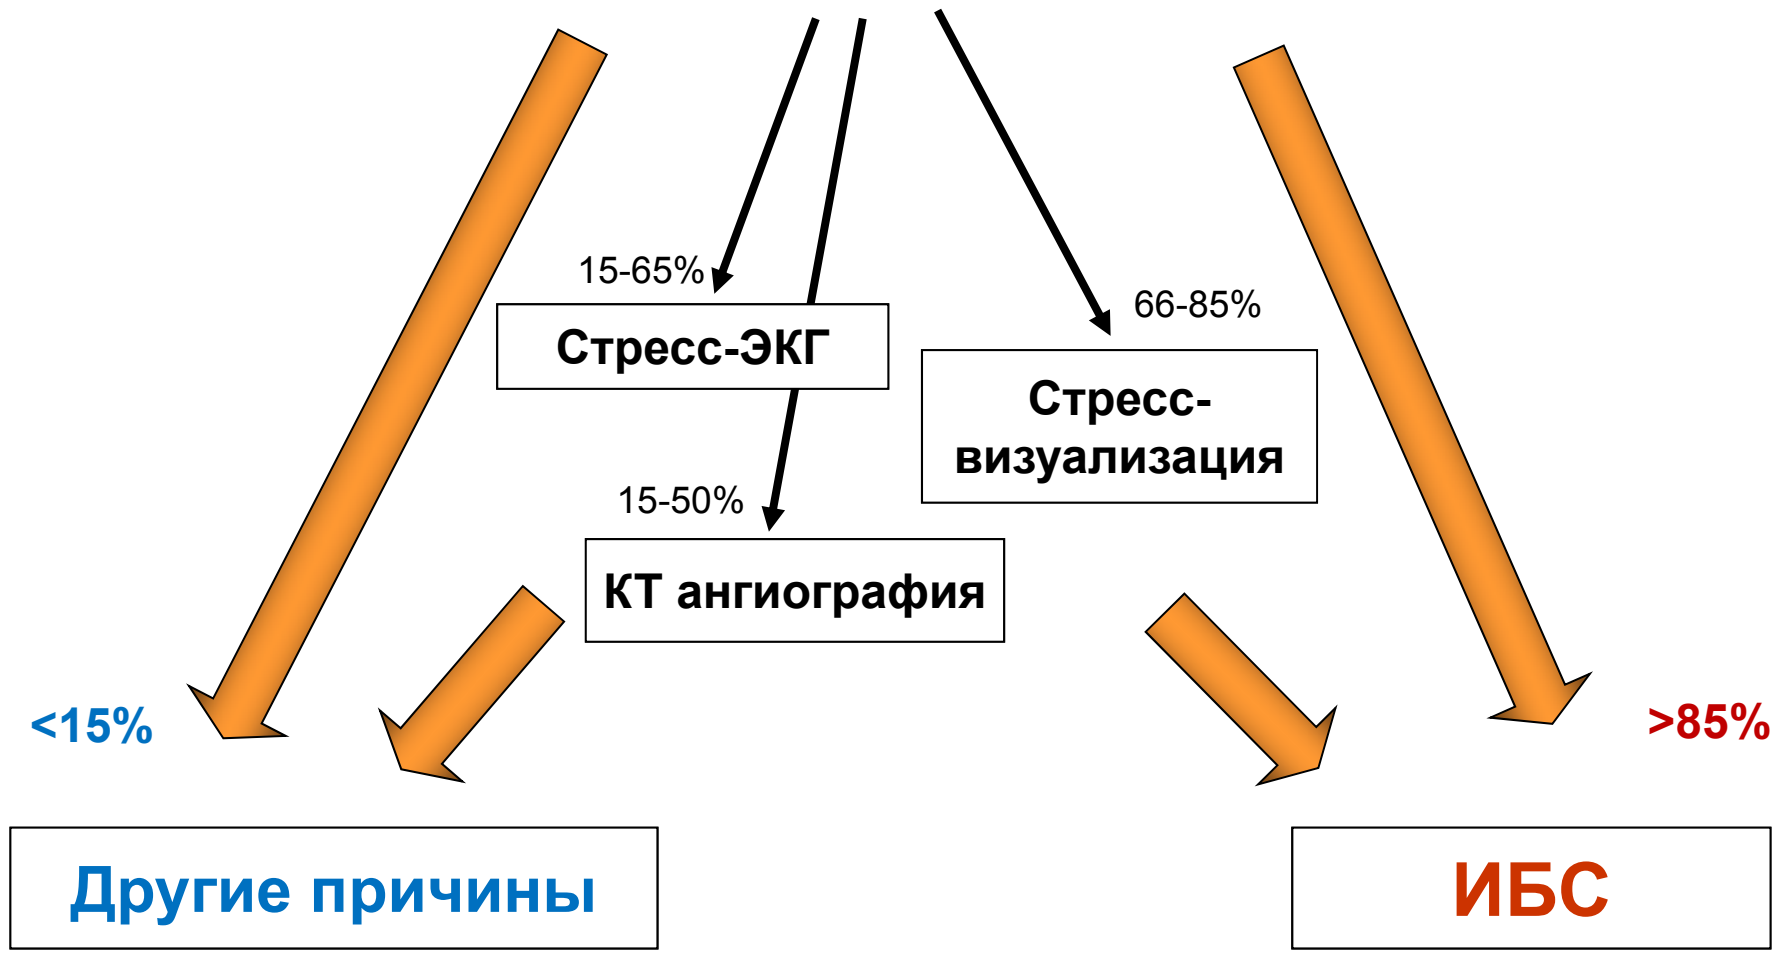 15-65%
Стресс-ЭКГ
66-85%
Стресс-
визуализация
15-50%
КТ ангиография
<15%
>85%
Другие причины
ИБС